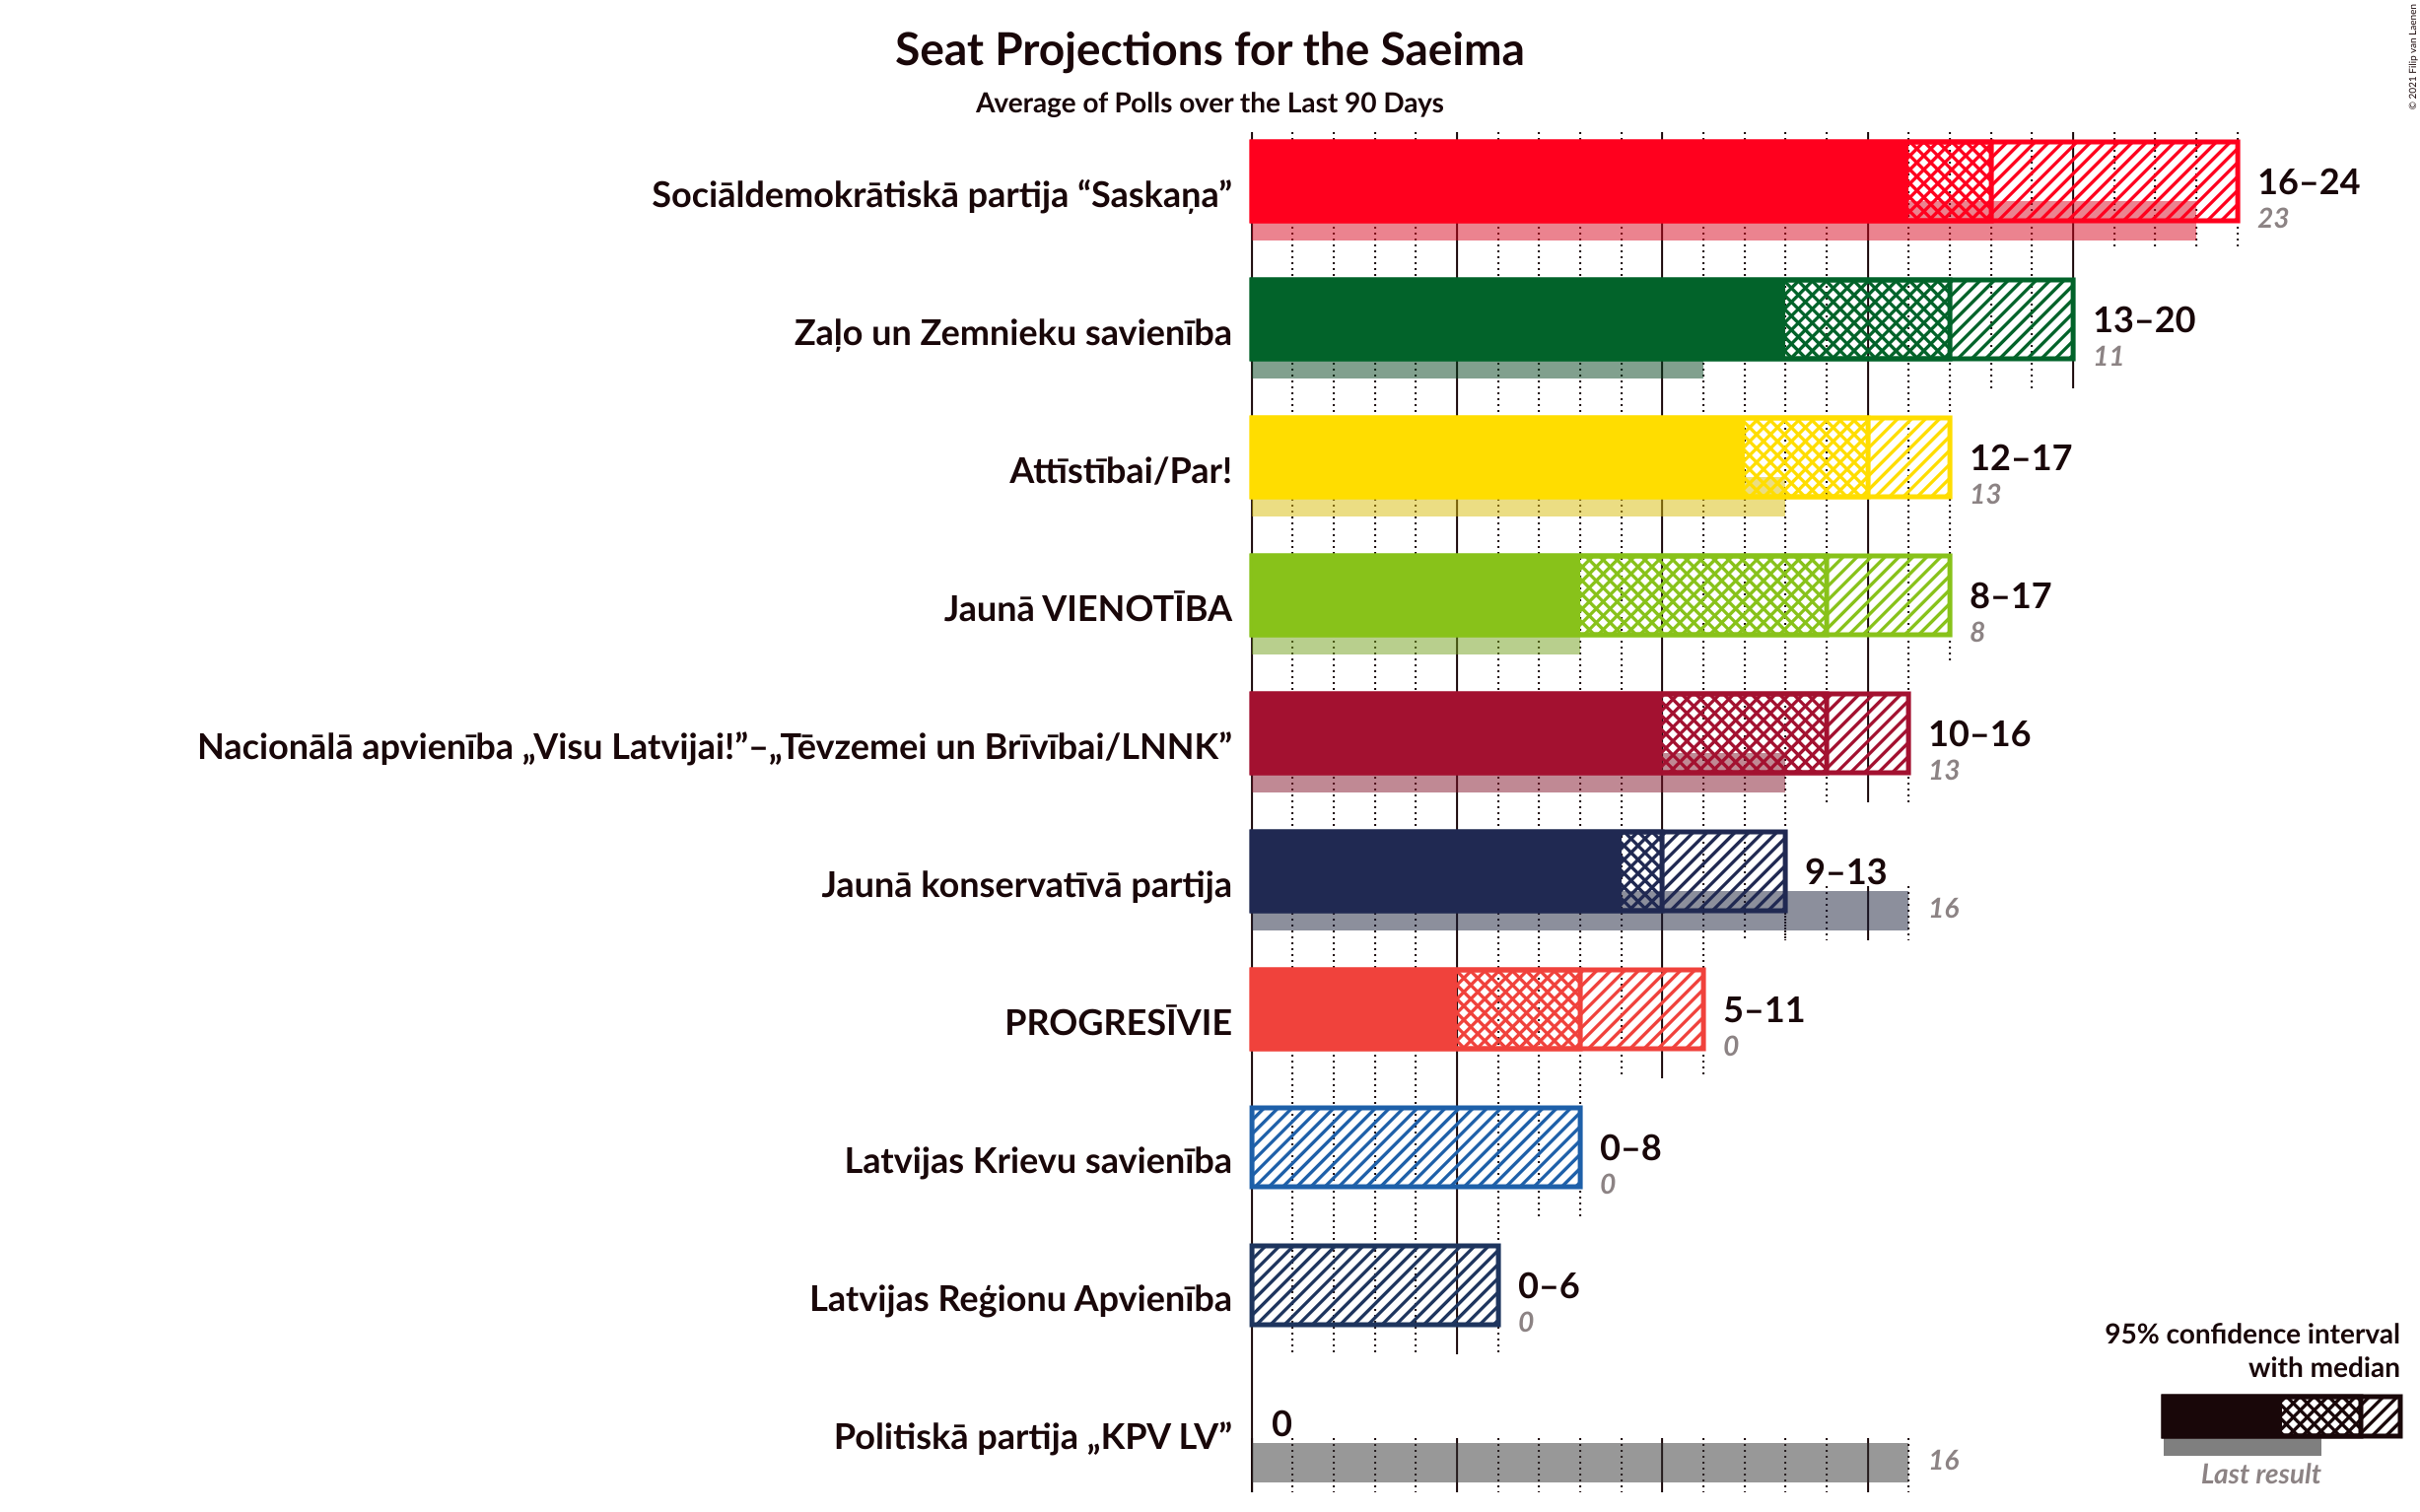 Seat Projections for the Saeima
Average of Polls over the Last 90 Days
© 2021 Filip van Laenen
Sociāldemokrātiskā partija “Saskaņa”
16–24
23
Zaļo un Zemnieku savienība
13–20
11
Attīstībai/Par!
12–17
13
Jaunā VIENOTĪBA
8–17
8
Nacionālā apvienība „Visu Latvijai!”–„Tēvzemei un Brīvībai/LNNK”
10–16
13
Jaunā konservatīvā partija
9–13
16
PROGRESĪVIE
5–11
0
Latvijas Krievu savienība
0–8
0
Latvijas Reģionu Apvienība
0–6
0
Politiskā partija „KPV LV”
0
16
95% confidence interval
with median
Last result